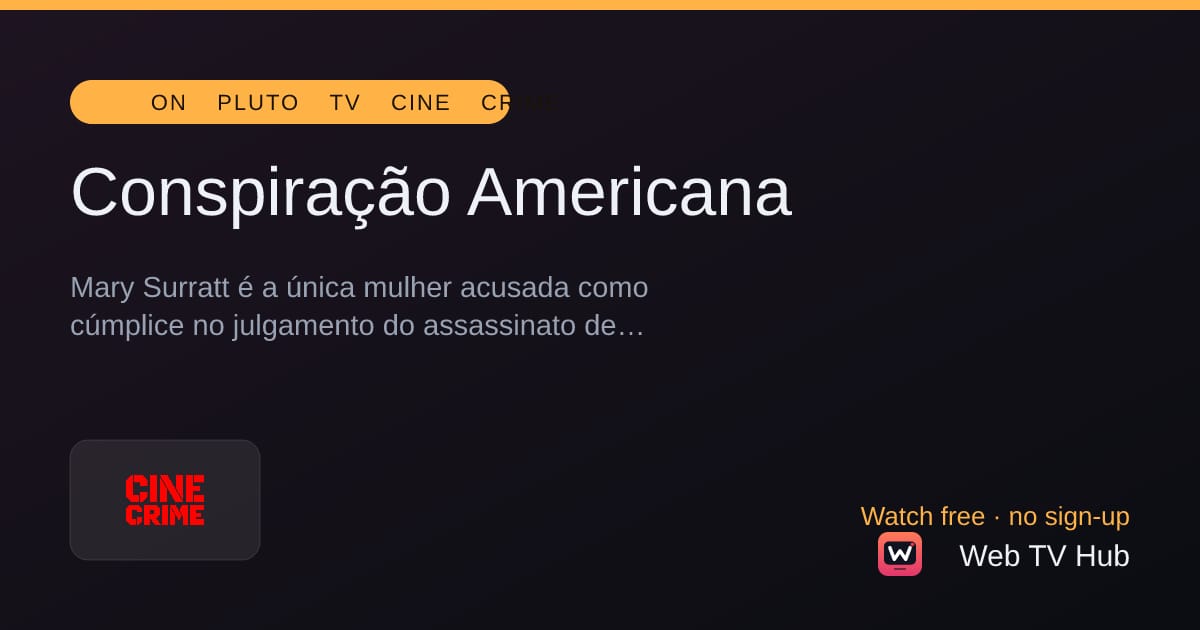 ON PLUTO TV CINE CRIME
Conspiração Americana
Mary Surratt é a única mulher acusada como
cúmplice no julgamento do assassinato de…
CINE
CRIME
Watch free · no sign-up
W
Web TV Hub